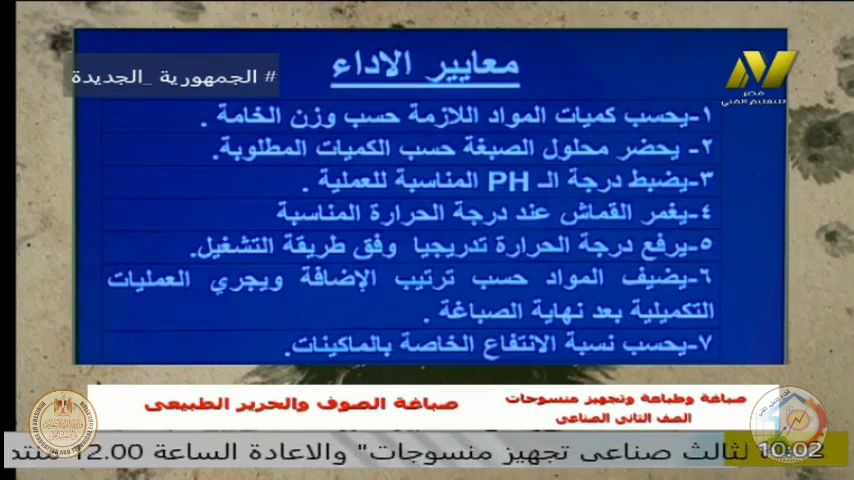 معايير الاداء
# الجمهورية _الجديدة
مصر
للتعليم الفني
١-يحسب كميات المواد اللازمة حسب وزن الخامة .
٢- يحضر محلول الصبغة حسب الكميات المطلوبة.
٣-يضبط درجة الـ PH المناسبة للعملية .
٤-يغمر القماش عند درجة الحرارة المناسبة
٥-يرفع درجة الحرارة تدريجيا وفق طريقة التشغيل.
٦-يضيف المواد حسب ترتيب الإضافة ويجري العمليات
التكميلية بعد نهاية الصباغة .
٧-يحسب نسبة الانتفاع الخاصة بالماكينات.
صباغة وطباعة وتجهيز منسوجات
الصف الثانى الصناعى
صباغة الصوف والحرير الطبيعى
لثالث صناعى تجهيز منسوجات" والاعادة الساعة 12.00
10:02